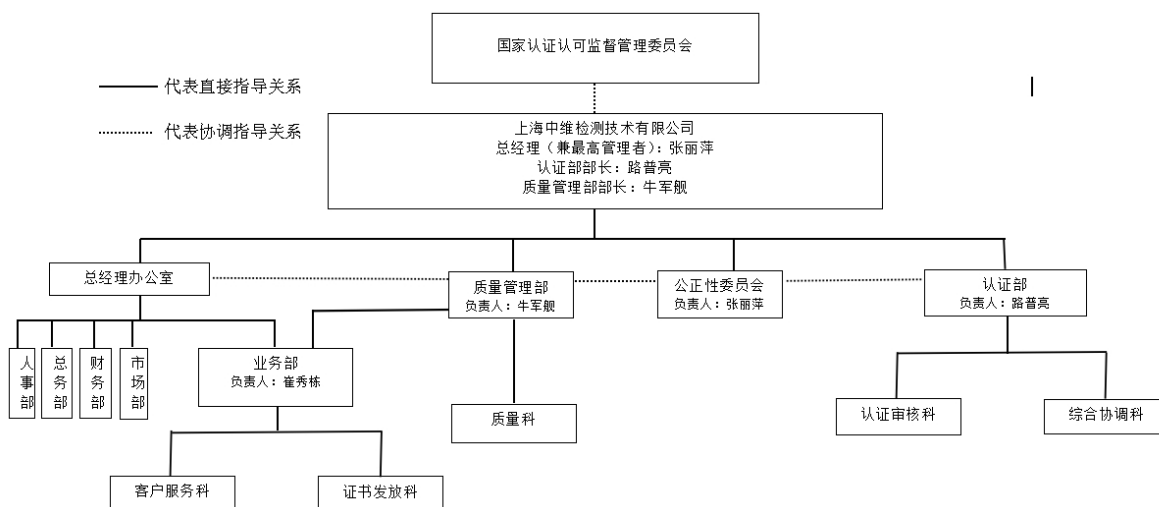 国家认证认可监督管理委员会
代表直接指导关系
代表协调指导关系
上海中维检测技术有限公司
总经理（兼最高管理者）：张丽萍
认证部部长：路普亮
质量管理部部长：牛军舰
总经理办公室
质量管理部
负责人：牛军舰
公正性委员会
负责人：张丽萍
认证部
负责人：路普亮
人事部
总务部
财务部
市场部
业务部
负责人：崔秀栋
质量科
认证审核科
综合协调科
客户服务科
证书发放科